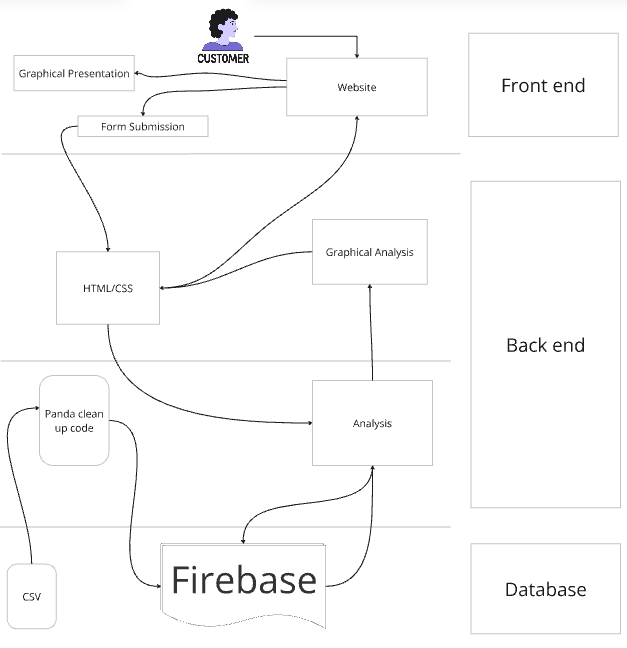 CUSTOMER
Graphical Presentation
Website
Front end
Form Submission
Graphical Analysis
HTML/CSS
Back end
Panda clean
up code
Analysis
Firebase
Database
CSV